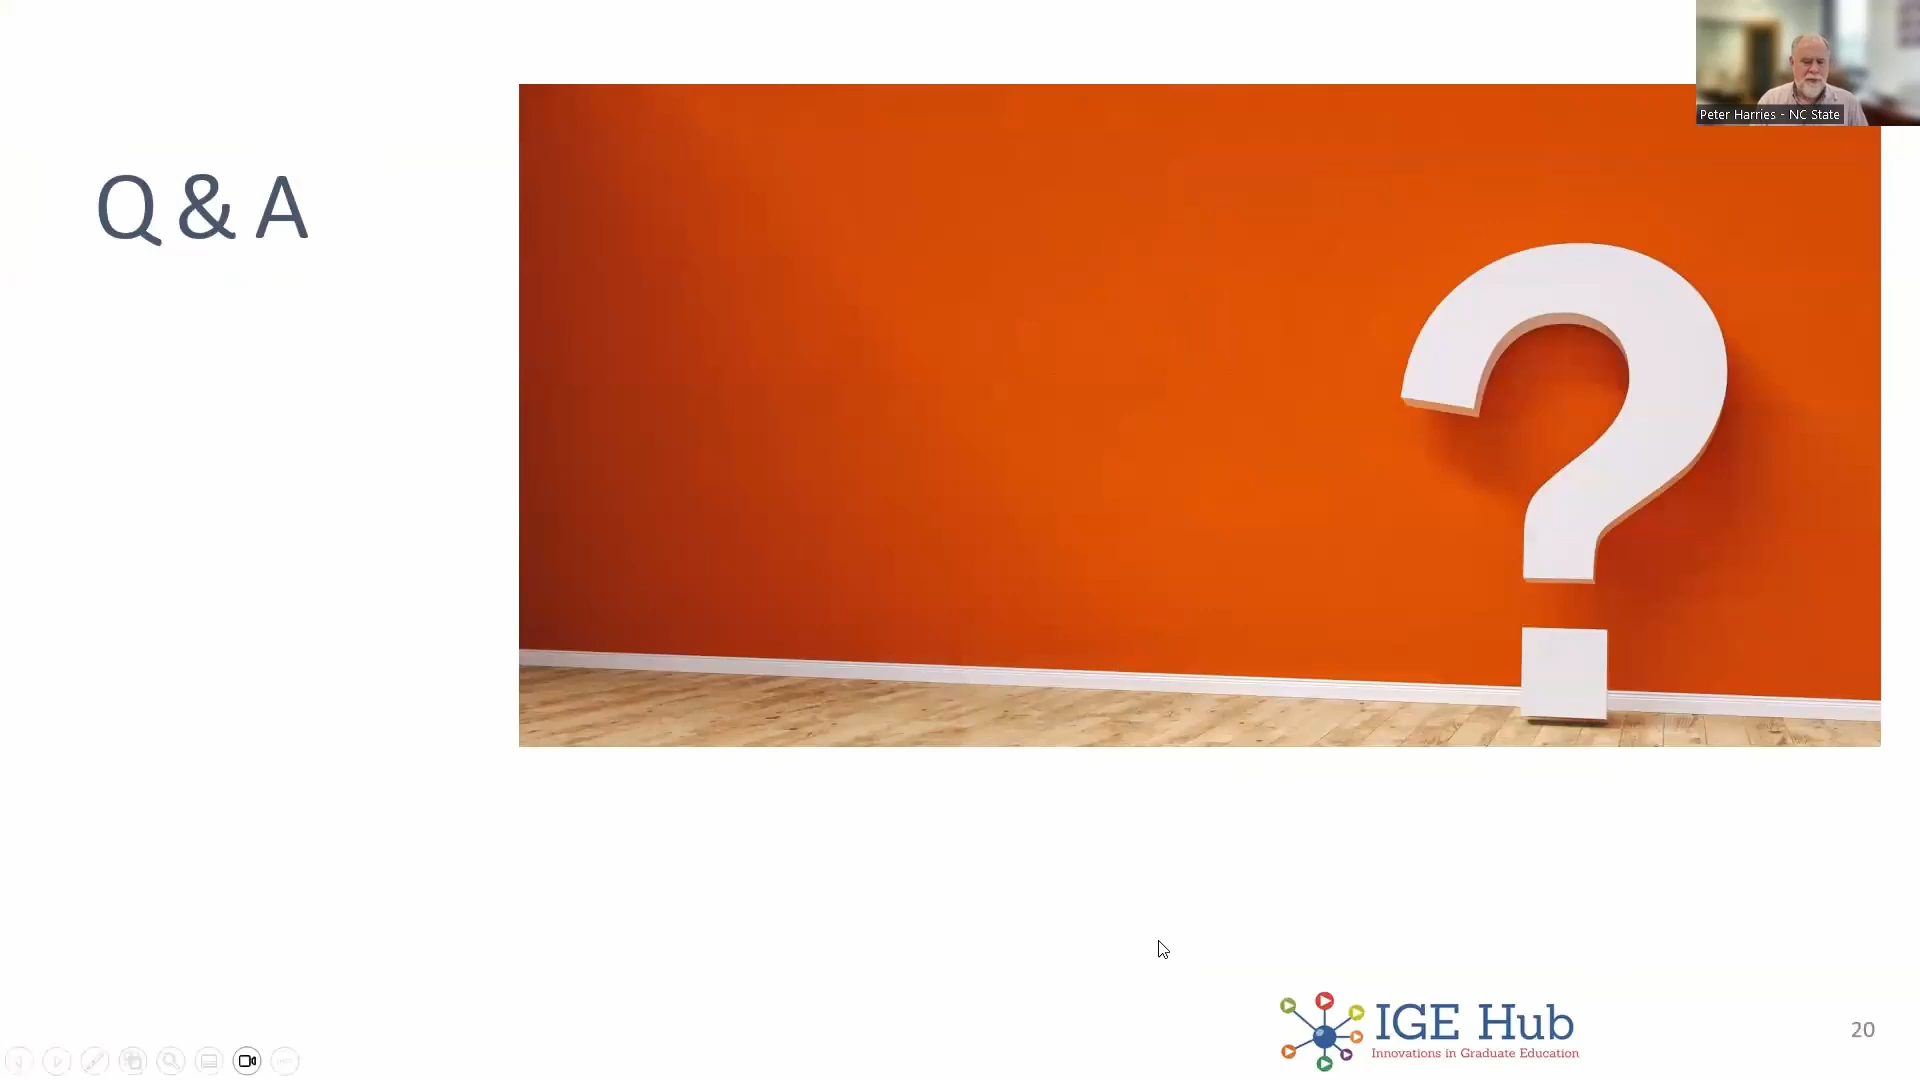 Peter Harries - NC State
Q & A
IGE Hub
Innovations in Graduate Education
20